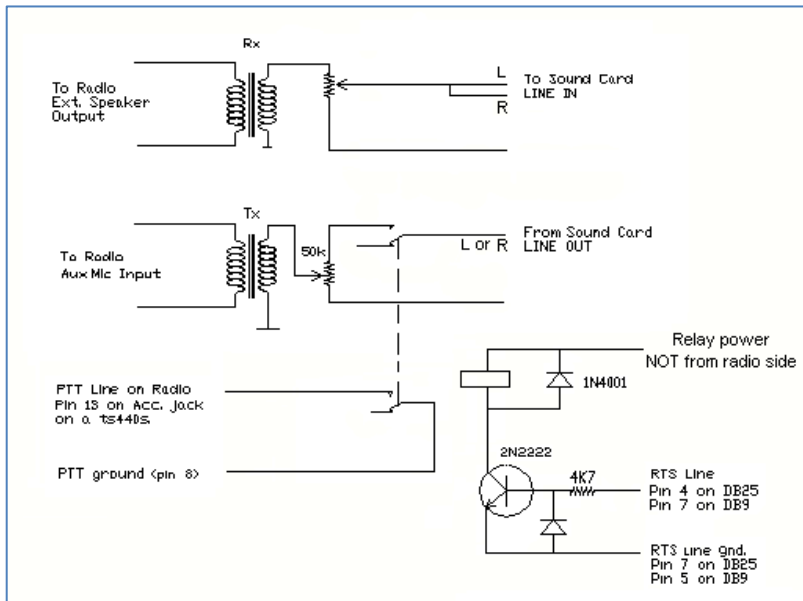 Rx
To Radio
Ext. Speaker
Output
L
R
To Sound Card
LINE IN
Tx
To Radio
Aux Mic Input
50k
L or R
From Sound Card
LINE OUT
PTT Line on Radio
Pin 13 on Acc. jack
on a ts440s.
PTT ground (pin 8)
Relay power
NOT from radio side
1N4001
2N2222
4K7
RTS Line
Pin 4 on DB25
Pin 7 on DB9
RTS Line Gnd.
Pin 7 on DB25
Pin 5 on DB9